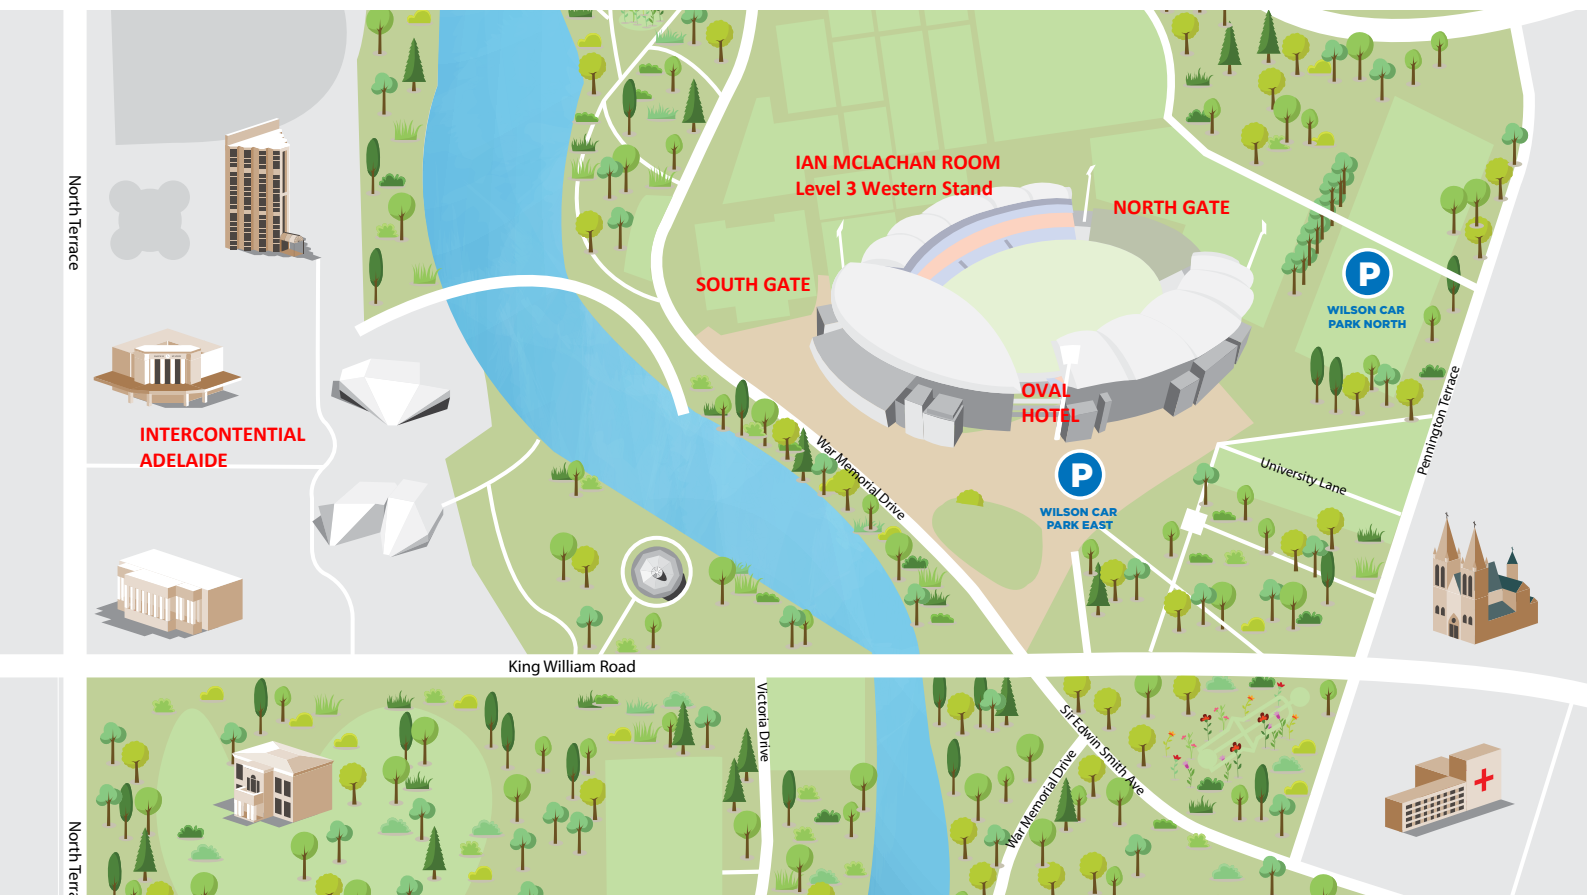 North Terrace
IAN MCLACHAN ROOM
Level 3 Western Stand
NORTH GATE
SOUTH GATE
P
WILSON CAR
PARK NORTH
OVAL
HOTEL
INTERCONTENTIAL
ADELAIDE
War Memorial Drive
P
WILSON CAR
PARK EAST
University Lane
Pennington Terrace
King William Road
Victoria Drive
Sir Edwin Smith Ave
War Memorial Drive
North Terra